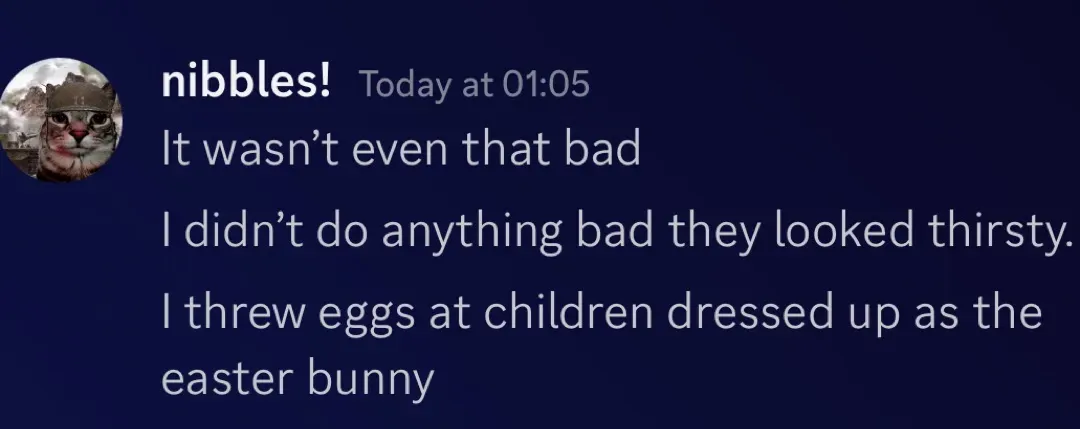 nibbles! Today at 01:05
It wasn’t even that bad
I didn’t do anything bad they looked thirsty.
I threw eggs at children dressed up as the
easter bunny